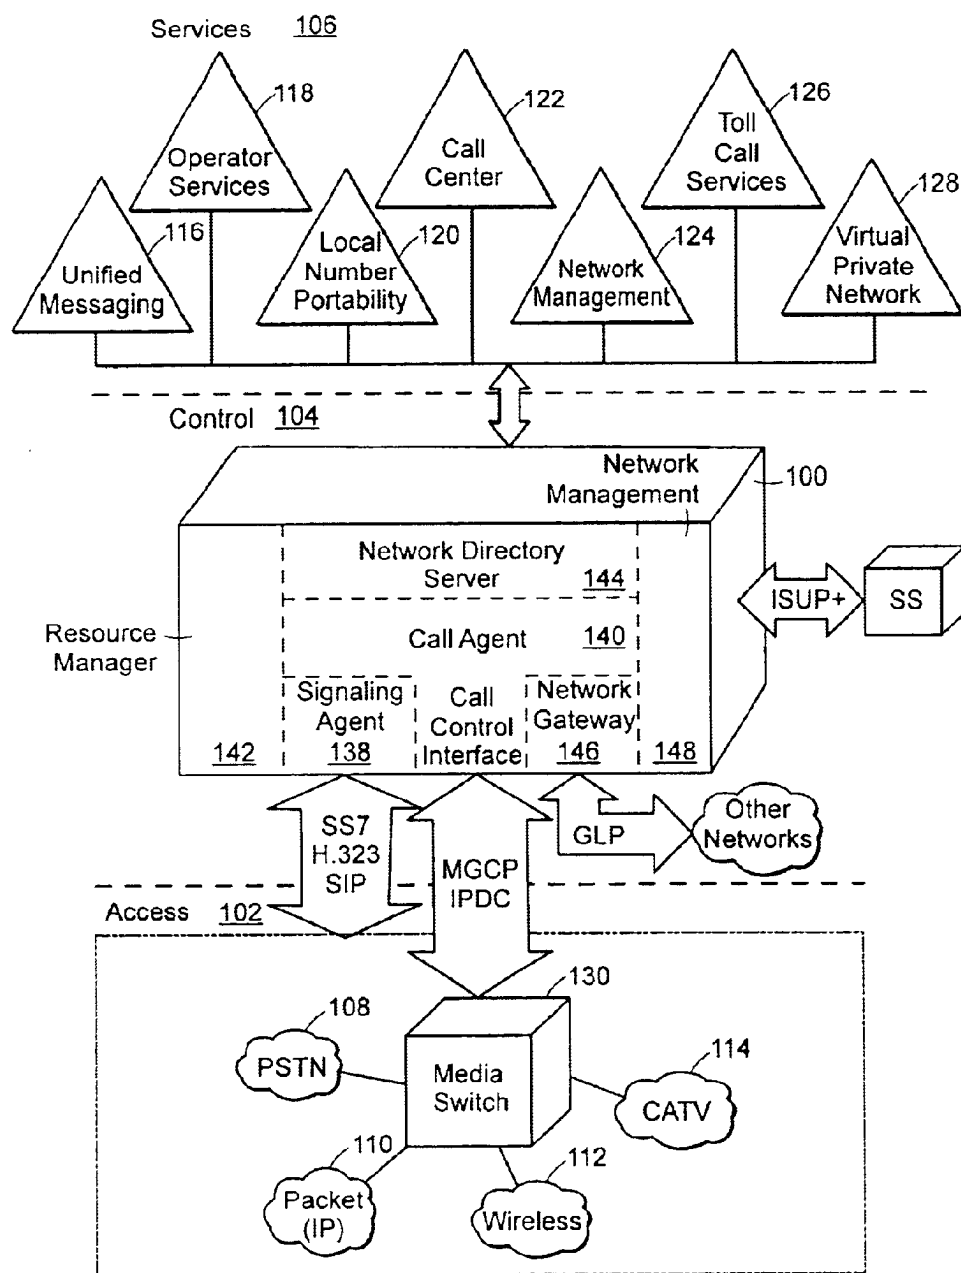 Services 106
118
Operator
Services
122
Call
Center
126
Toll
Call
Services
116
Unified
Messaging
120
Local
Number
Portability
124
Network
Management
128
Virtual
Private
Network
Control 104
Network
Management
100
Network Directory
Server 144
ISUP+
SS
Resource
Manager
Call Agent 140
Signaling
Agent
138
Call
Control
Interface
Network
Gateway
146
142
148
SS7
H.323
SIP
MGCP
IPDC
GLP
Other
Networks
Access 102
130
Media
Switch
108
PSTN
114
CATV
110
Packet
(IP)
112
Wireless